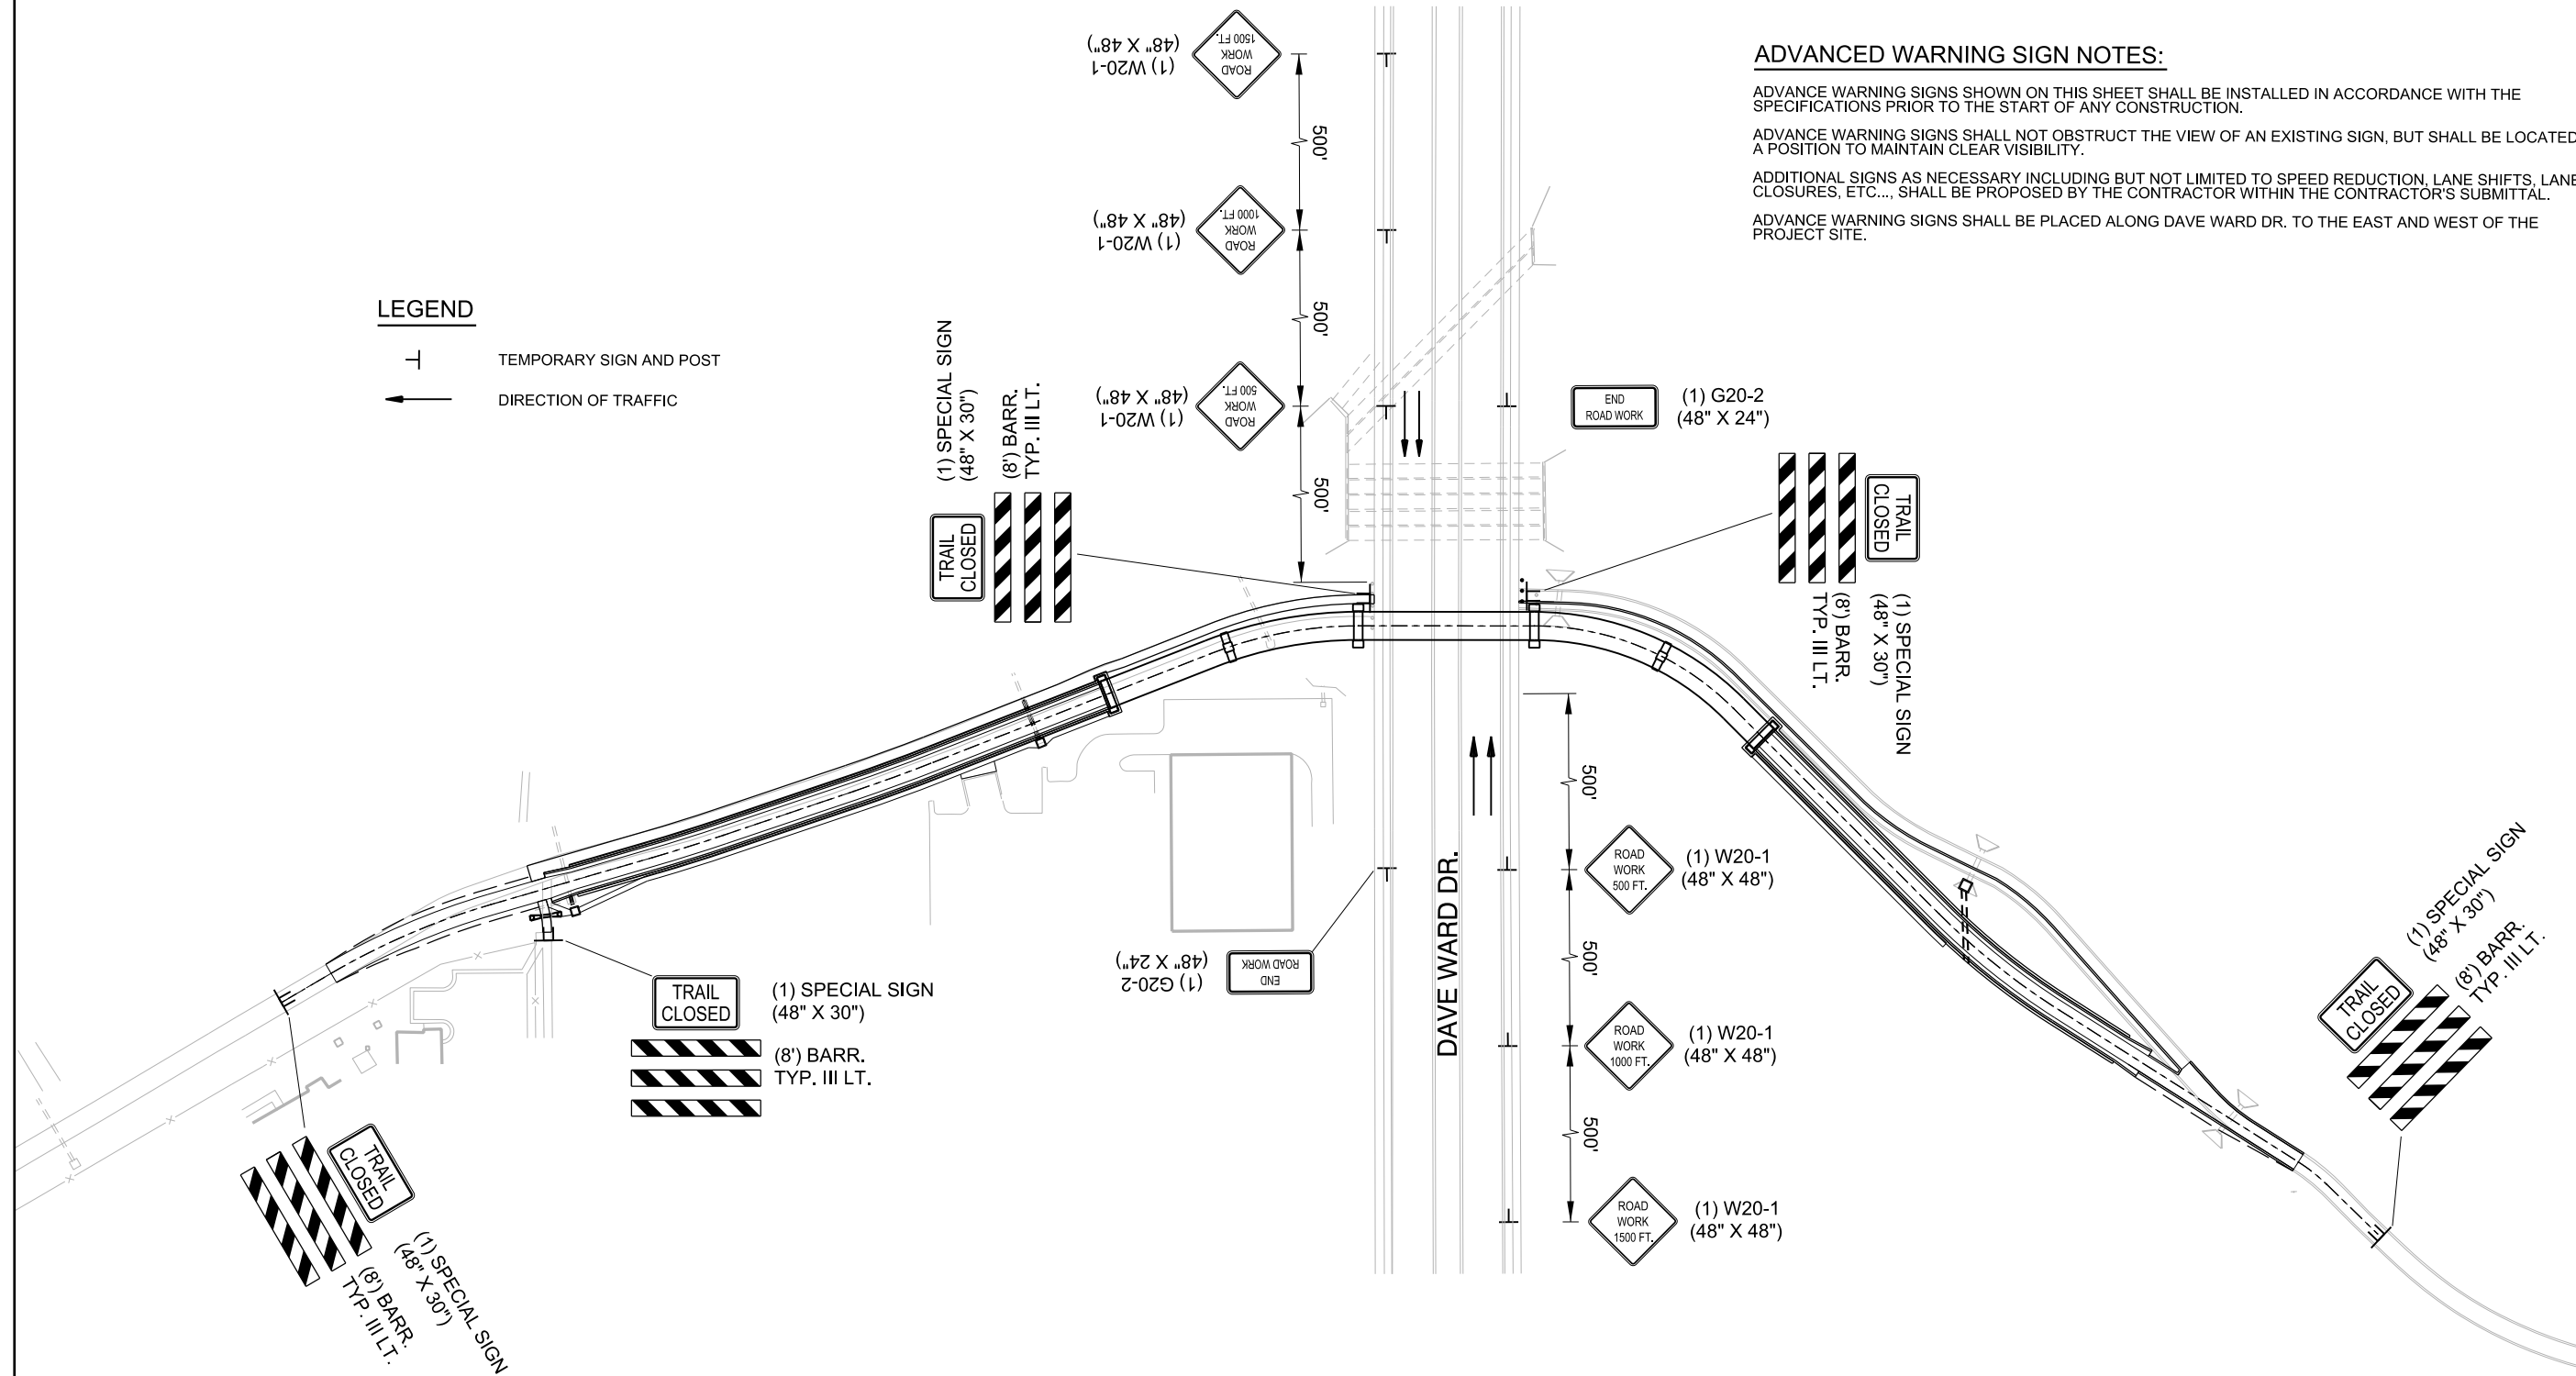 ADVANCED WARNING SIGN NOTES:
ADVANCE WARNING SIGNS SHOWN ON THIS SHEET SHALL BE INSTALLED IN ACCORDANCE WITH THE
SPECIFICATIONS PRIOR TO THE START OF ANY CONSTRUCTION.
ADVANCE WARNING SIGNS SHALL NOT OBSTRUCT THE VIEW OF AN EXISTING SIGN, BUT SHALL BE LOCATED
A POSITION TO MAINTAIN CLEAR VISIBILITY.
ADDITIONAL SIGNS AS NECESSARY INCLUDING BUT NOT LIMITED TO SPEED REDUCTION, LANE SHIFTS, LANE
CLOSURES, ETC..., SHALL BE PROPOSED BY THE CONTRACTOR WITHIN THE CONTRACTOR'S SUBMITTAL.
ADVANCE WARNING SIGNS SHALL BE PLACED ALONG DAVE WARD DR. TO THE EAST AND WEST OF THE
PROJECT SITE.
LEGEND
TEMPORARY SIGN AND POST
DIRECTION OF TRAFFIC
ROAD
WORK
1500 FT.
(1) W20-1
(48" X 48")
500'
ROAD
WORK
1000 FT.
(1) W20-1
(48" X 48")
500'
ROAD
WORK
500 FT.
(1) W20-1
(48" X 48")
500'
(1) SPECIAL SIGN
(48" X 30")
(8') BARR.
TYP. III LT.
TRAIL
CLOSED
END
ROAD WORK
(1) G20-2
(48" X 24")
TRAIL
CLOSED
(1) SPECIAL SIGN
(48" X 30")
(8') BARR.
TYP. III LT.
500'
ROAD
WORK
500 FT.
(1) W20-1
(48" X 48")
500'
ROAD
WORK
1000 FT.
(1) W20-1
(48" X 48")
500'
ROAD
WORK
1500 FT.
(1) W20-1
(48" X 48")
DAVE WARD DR.
END
ROAD WORK
(1) G20-2
(48" X 24")
TRAIL
CLOSED
(1) SPECIAL SIGN
(48" X 30")
(8') BARR.
TYP. III LT.
TRAIL
CLOSED
(1) SPECIAL SIGN
(48" X 30")
(8') BARR.
TYP. III LT.
(1) SPECIAL SIGN
(48" X 30")
(8') BARR.
TYP. III LT.
TRAIL
CLOSED